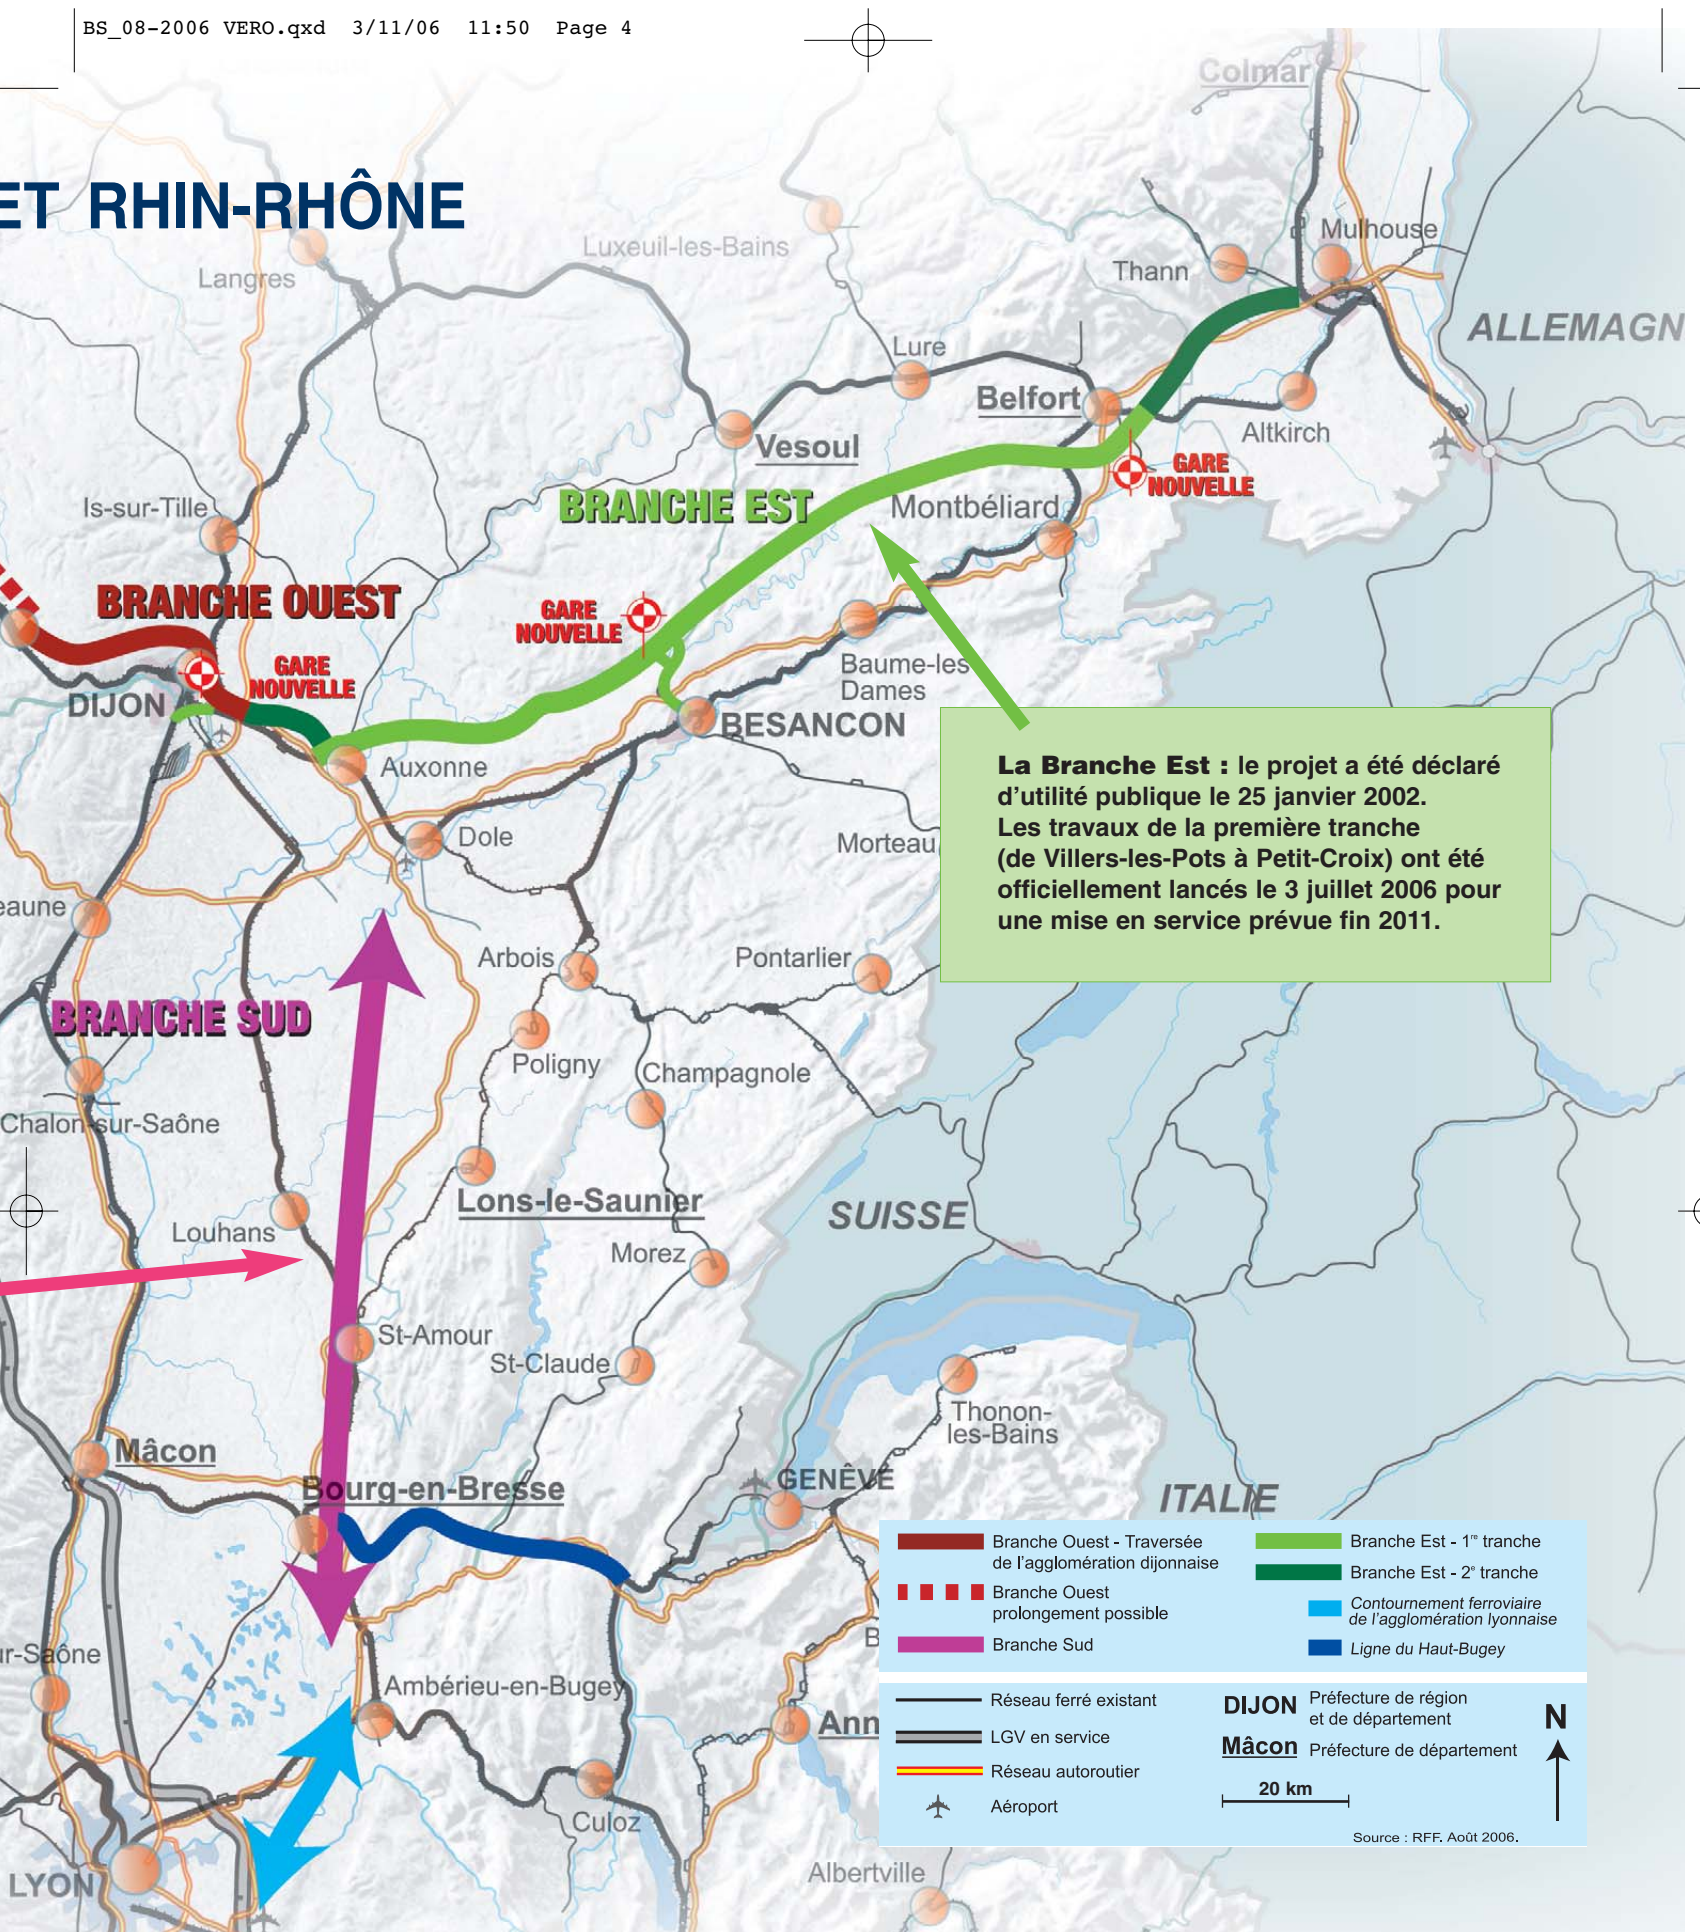 BS_08-2006 VERO.qxd 3/11/06 11:50 Page 4
Colmar
ET RHIN-RHÔNE
Luxeuil-les-Bains
Langres
Mulhouse
Thann
ALLEMAGN
Lure
Belfort
Altkirch
Vesoul
GARE
NOUVELLE
BRANCHE EST
Montbéliard
Is-sur-Tille
BRANCHE OUEST
GARE
NOUVELLE
GARE
NOUVELLE
Baume-les
Dames
DIJON
BESANCON
Auxonne
La Branche Est : le projet a été déclaré
d'utilité publique le 25 janvier 2002.
Les travaux de la première tranche
(de Villers-les-Pots à Petit-Croix) ont été
officiellement lancés le 3 juillet 2006 pour
une mise en service prévue fin 2011.
Dole
Morteau
eaune
Arbois
Pontarlier
BRANCHE SUD
Poligny
Champagnole
Chalon-sur-Saône
Lons-le-Saunier
SUISSE
Louhans
Morez
St-Amour
St-Claude
Thonon-
les-Bains
Mâcon
Bourg-en-Bresse
GENÊVE
ITALIE
Branche Ouest - Traversée
de l'agglomération dijonnaise
Branche Ouest
prolongement possible
Branche Sud
Branche Est - 1re tranche
Branche Est - 2e tranche
Contournement ferroviaire
de l'agglomération lyonnaise
Ligne du Haut-Bugey
ur-Saône
B
Ambérieu-en-Bugey
Ann
Réseau ferré existant
LGV en service
Réseau autoroutier
Aéroport
DIJON Préfecture de région
et de département
Mâcon Préfecture de département
N
20 km
Source : RFF. Août 2006.
Culoz
LYON
Albertville